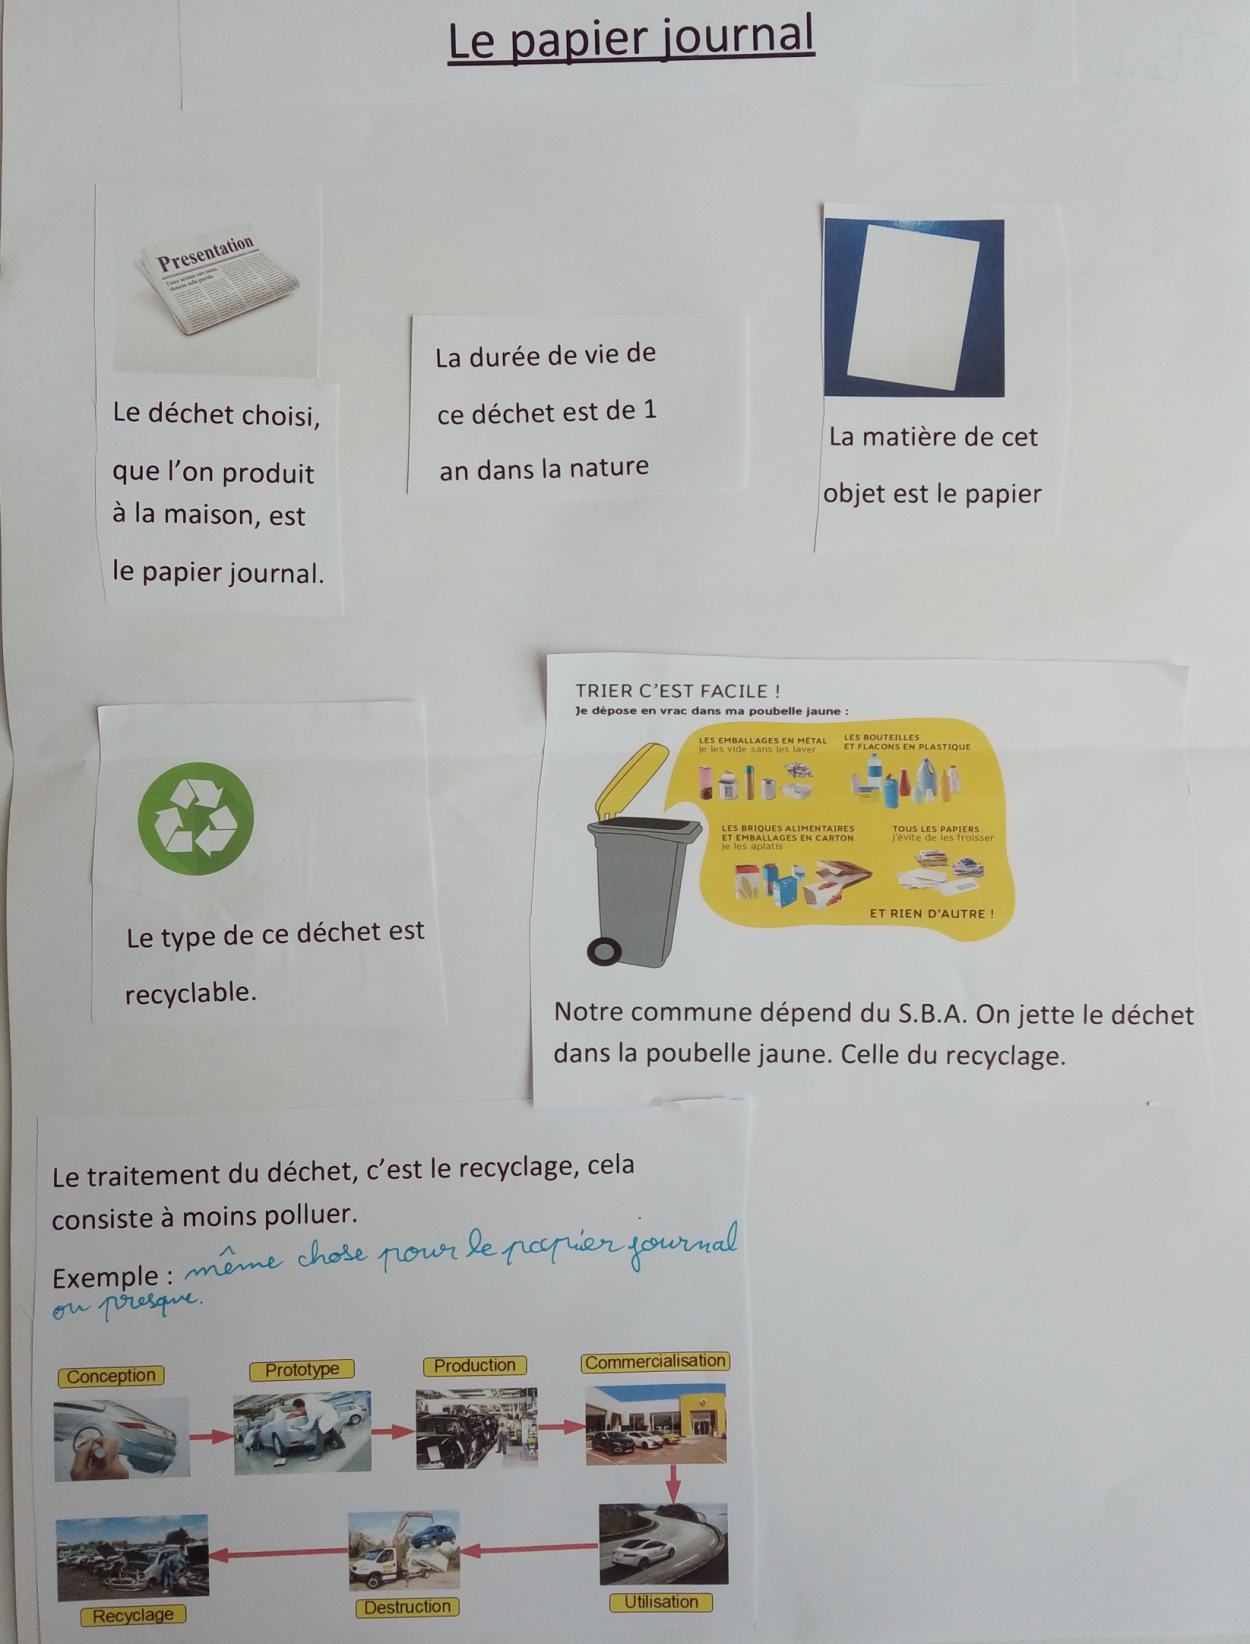 Le papier journal
Presentation
Le déchet choisi,
que l'on produit
à la maison, est
le papier journal.
La durée de vie de
ce déchet est de 1
an dans la nature
La matière de cet
objet est le papier
Le type de ce déchet est
recyclable.
TRIER C'EST FACILE !
Je dépose en vrac dans ma poubelle jaune :
LES EMBALLAGES EN MÉTAL
je les vide sans les laver
LES BOUTEILLES
ET FLACONS EN PLASTIQUE
LES BRIQUES ALIMENTAIRES
ET EMBALLAGES EN CARTON
je les aplatis
TOUS LES PAPIERS
j'évite de les froisser
ET RIEN D'AUTRE !
Notre commune dépend du S.B.A. On jette le déchet
dans la poubelle jaune. Celle du recyclage.
Le traitement du déchet, c'est le recyclage, cela
consiste à moins polluer.
Exemple : même chose pour le papier journal
ou presque.
Conception
Prototype
Production
Commercialisation
Recyclage
Destruction
Utilisation